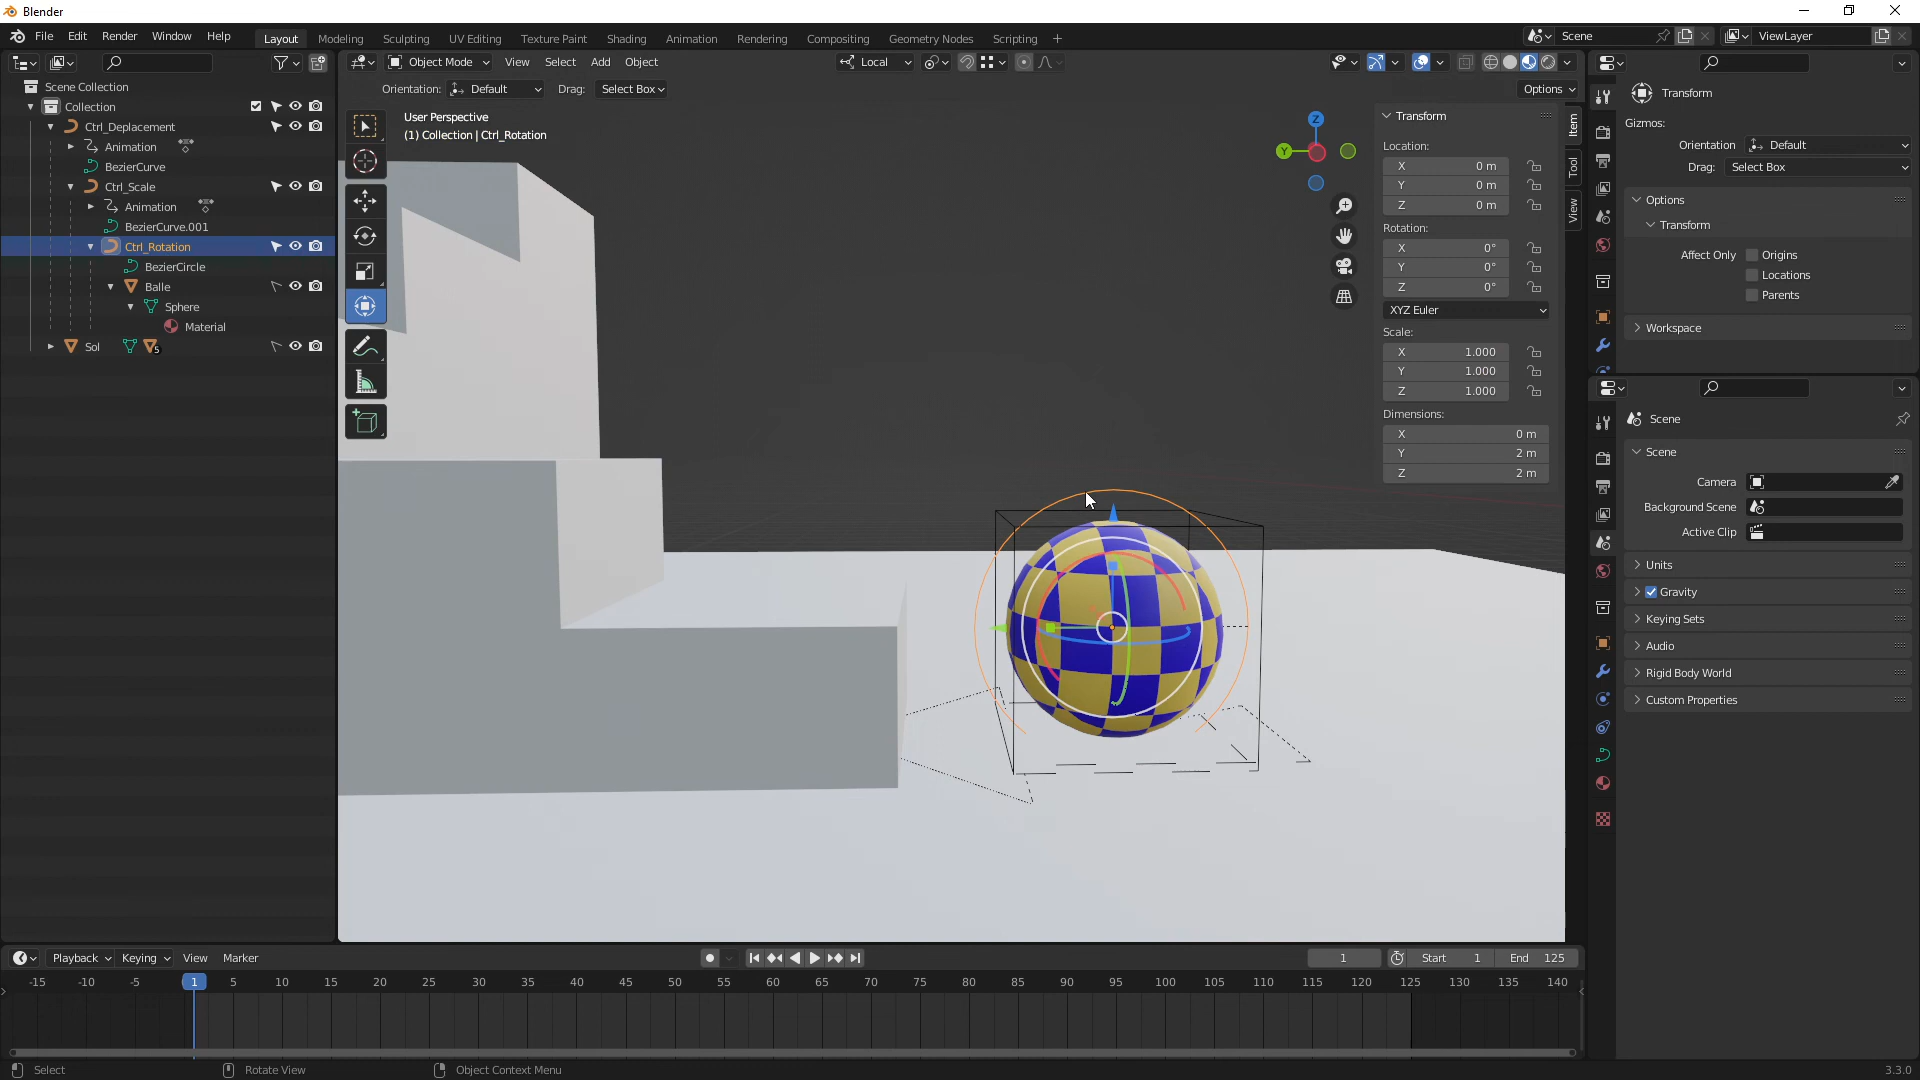 Blender
File Edit Render Window Help
Layout Modeling Sculpting UV Editing Texture Paint Shading Animation Rendering Compositing Geometry Nodes Scripting +
Scene
ViewLayer
Object Mode View Select Add Object
Local
Orientation: Default Drag: Select Box
Options
Scene Collection
Collection
Ctrl_Deplacement
Animation
BezierCurve
Ctrl_Scale
Animation
BezierCurve.001
Ctrl_Rotation
BezierCircle
Balle
Sphere
Material
Sol 5
User Perspective
(1) Collection | Ctrl_Rotation
Z
Y
Transform
Location:
X 0 m
Y 0 m
Z 0 m
Rotation:
X 0°
Y 0°
Z 0°
XYZ Euler
Scale:
X 1.000
Y 1.000
Z 1.000
Dimensions:
X 0 m
Y 2 m
Z 2 m
Item
Tool
View
Transform
Gizmos:
Orientation Default
Drag: Select Box
Options
Transform
Affect Only Origins
Locations
Parents
Workspace
Scene
Scene
Camera
Background Scene
Active Clip
Units
Gravity
Keying Sets
Audio
Rigid Body World
Custom Properties
Playback Keying View Marker
1 Start 1 End 125
-15 -10 -5 1 5 10 15 20 25 30 35 40 45 50 55 60 65 70 75 80 85 90 95 100 105 110 115 120 125 130 135 140
Select Rotate View Object Context Menu
3.3.0